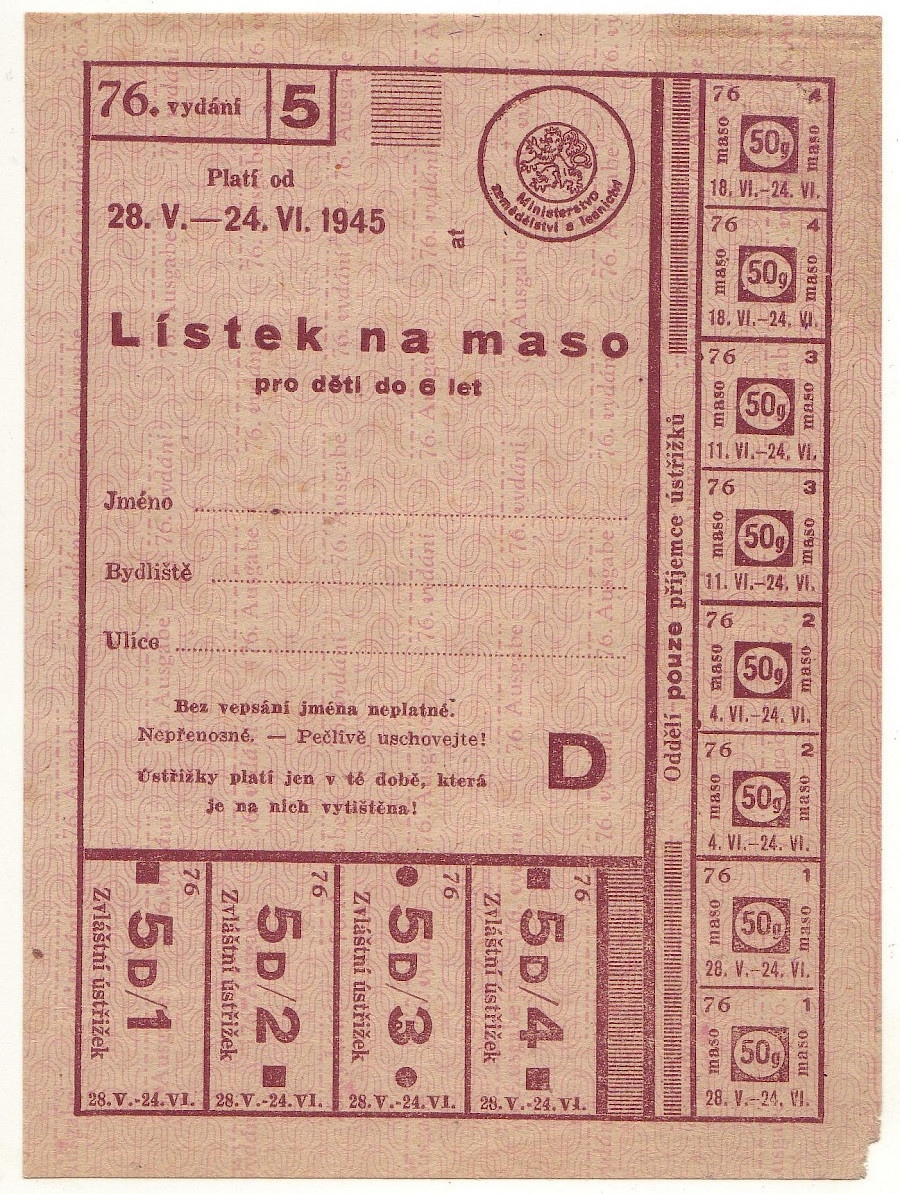 76. vydání 5
Platí od
28. V.—24. VI. 1945
at
Ministerstvo
zemědělství a lesnictví
Lístek na maso
pro děti do 6 let
Jméno
Bydliště
Ulice
Bez vepsání jména neplatné.
Nepřenosné. — Pečlivě uschovejte!
Ústřižky platí jen v té době, která
je na nich vytištěna!
D
Oddělí pouze příjemce ústřižků
76 4
maso 50g maso
18. VI.–24. VI.
76 4
maso 50g maso
18. VI.–24. VI.
76 3
maso 50g maso
11. VI.–24. VI.
76 3
maso 50g maso
11. VI.–24. VI.
76 2
maso 50g maso
4. VI.–24. VI.
76 2
maso 50g maso
4. VI.–24. VI.
76 1
maso 50g maso
28. V.–24. VI.
76 1
maso 50g maso
28. V.–24. VI.
76
5D/1
Zvláštní ústřižek
28.V.-24.VI.
76
5D/2
Zvláštní ústřižek
28.V.-24.VI.
76
5D/3
Zvláštní ústřižek
28.V.-24.VI.
76
5D/4
Zvláštní ústřižek
28.V.-24.VI.
76. vydání 76. Ausgabe